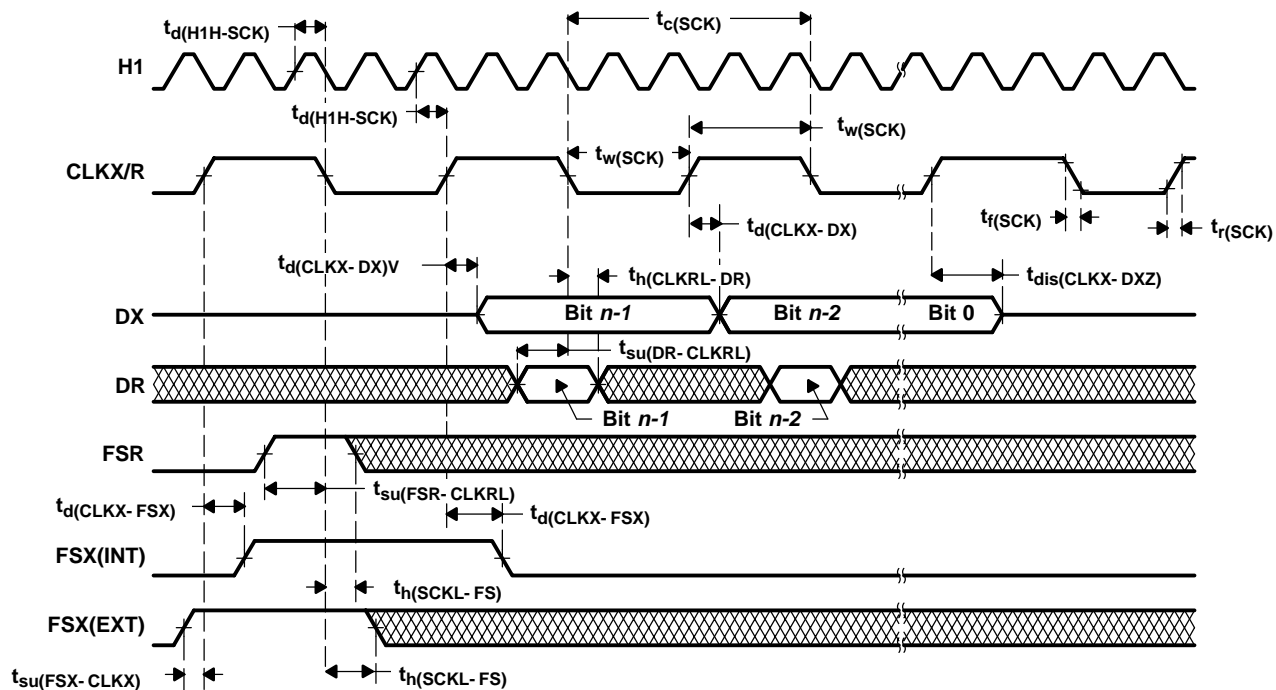 td(H1H-SCK)
tc(SCK)
H1
td(H1H-SCK)
tw(SCK)
tw(SCK)
CLKX/R
tf(SCK)
tr(SCK)
td(CLKX-DX)
td(CLKX-DX)V
th(CLKRL-DR)
tdis(CLKX-DXZ)
DX
Bit n-1
Bit n-2
Bit 0
tsu(DR-CLKRL)
DR
Bit n-1
Bit n-2
FSR
tsu(FSR-CLKRL)
td(CLKX-FSX)
td(CLKX-FSX)
FSX(INT)
th(SCKL-FS)
FSX(EXT)
tsu(FSX-CLKX)
th(SCKL-FS)